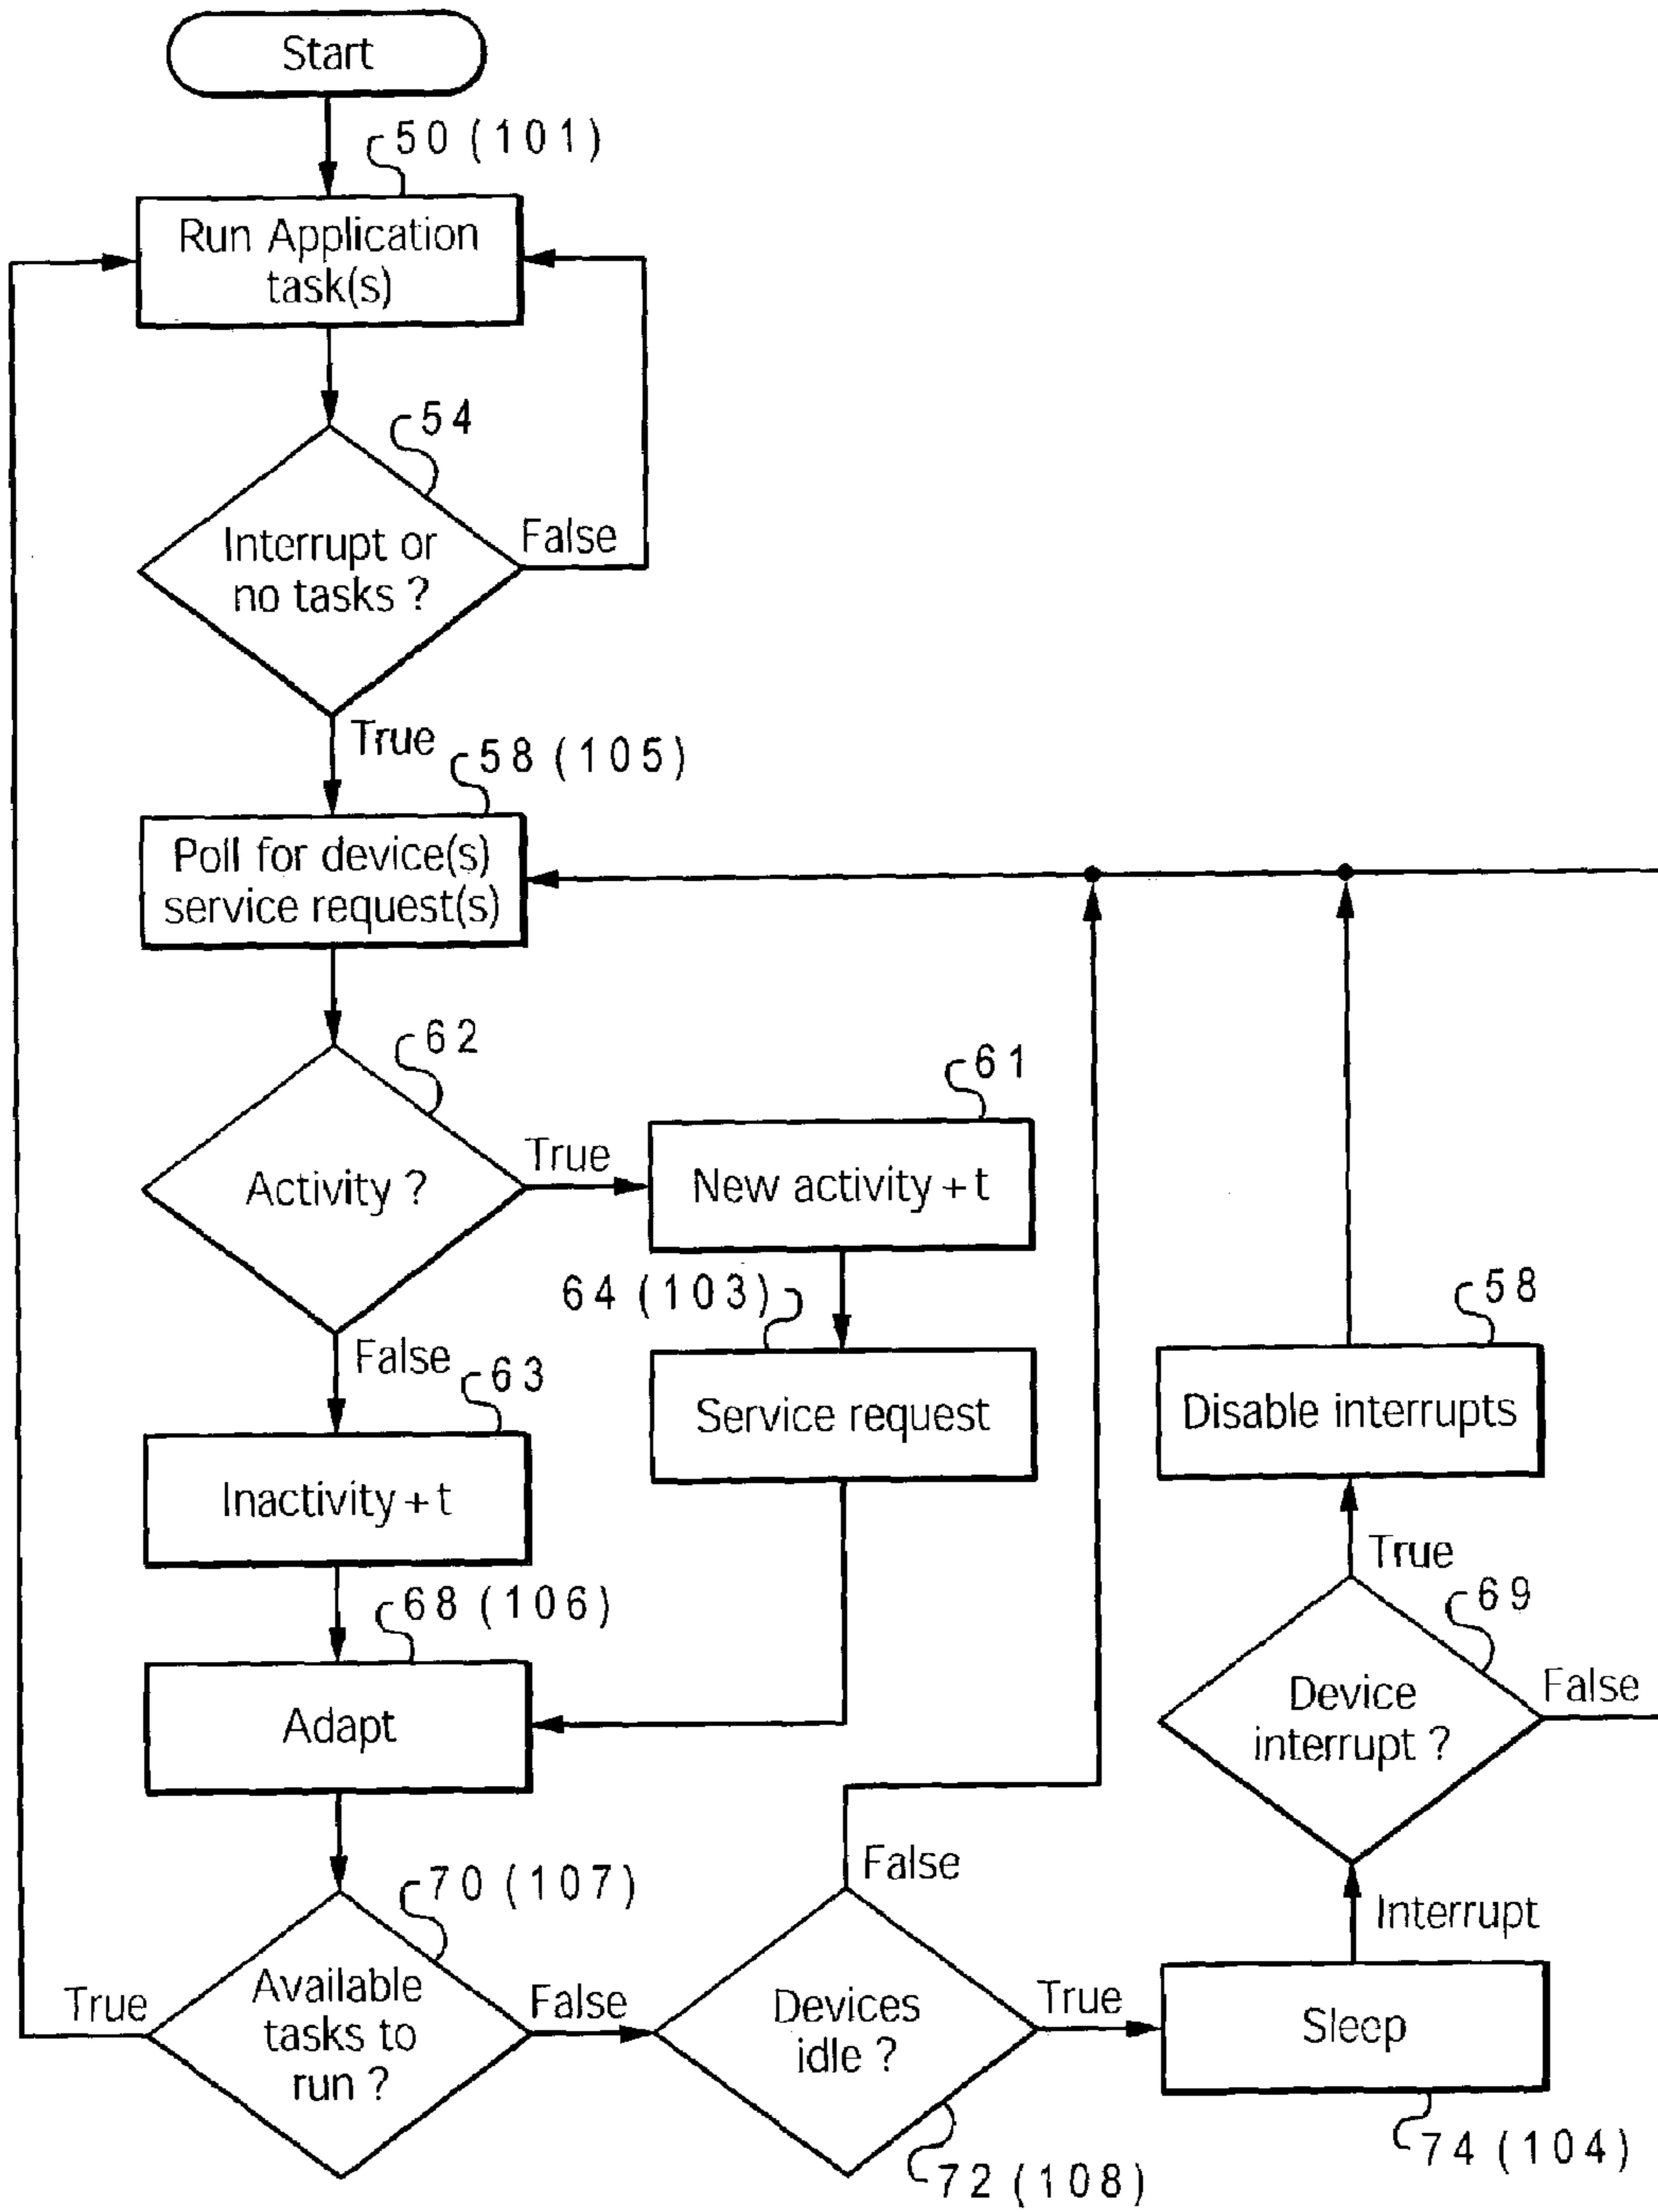 Start
50 (101)
Run Application
task(s)
54
Interrupt or
no tasks ?
False
True
58 (105)
Poll for device(s)
service request(s)
62
Activity ?
True
61
New activity + t
64 (103)
Service request
False
63
Inactivity + t
68 (106)
Adapt
70 (107)
Available
tasks to
run ?
True
False
Devices
idle ?
False
True
72 (108)
Sleep
74 (104)
Interrupt
Device
interrupt ?
69
False
True
58
Disable interrupts